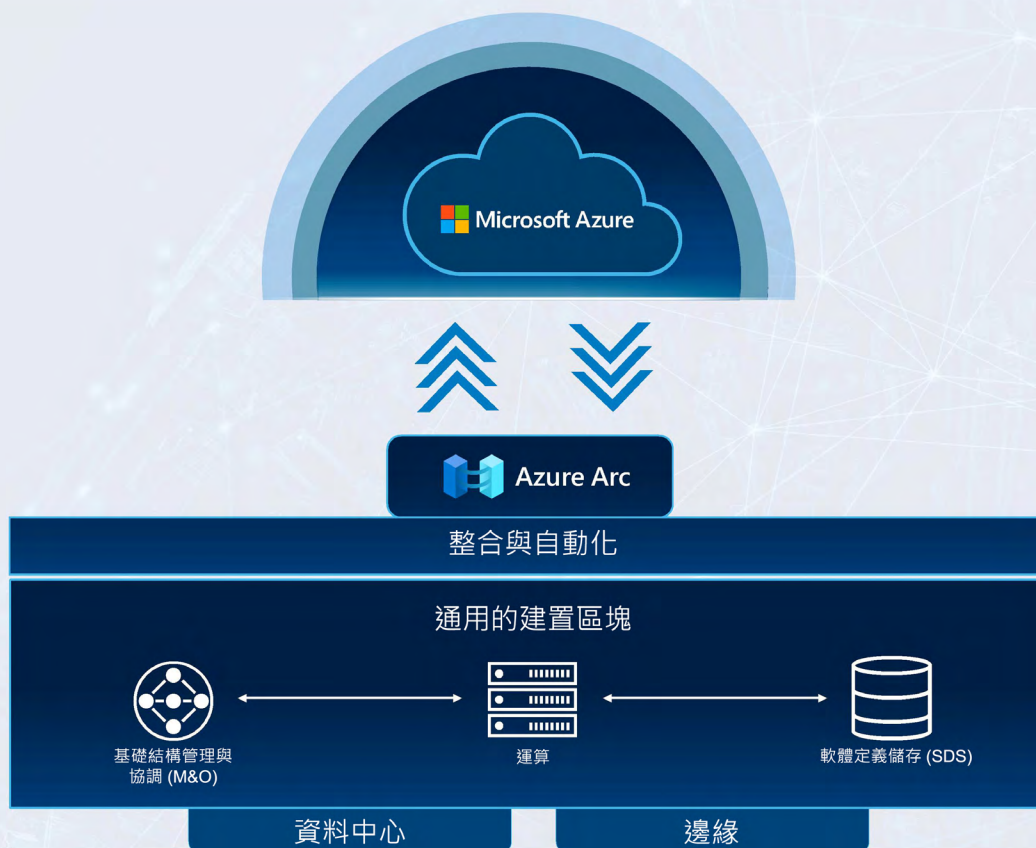 Microsoft Azure
Azure Arc
整合與自動化
通用的建置區塊
基礎結構管理與
協調 (M&O)
運算
軟體定義儲存 (SDS)
資料中心
邊緣